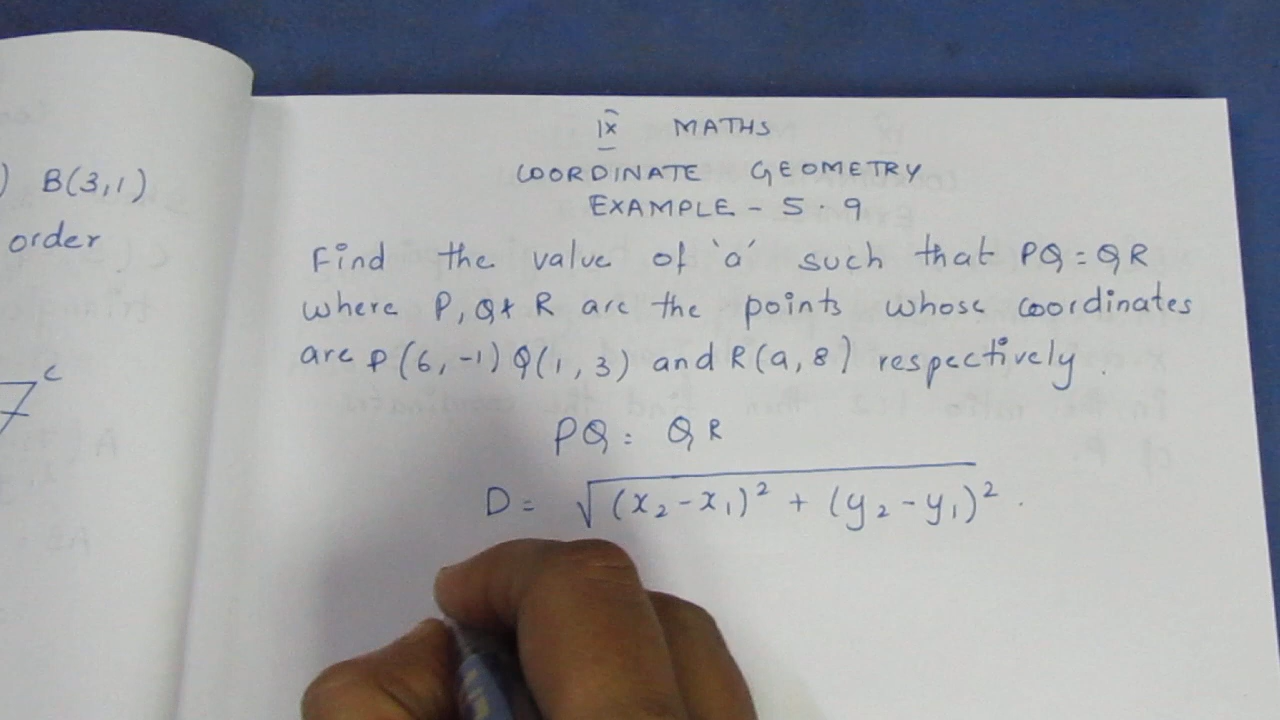 B(3,1)
order
C
IX MATHS
COORDINATE GEOMETRY
EXAMPLE - 5.9
Find the value of 'a' such that PQ = QR
where P, Q & R are the points whose coordinates
are P(6, -1) Q(1, 3) and R(a, 8) respectively.
PQ = QR
D = √(x₂ - x₁)² + (y₂ - y₁)².